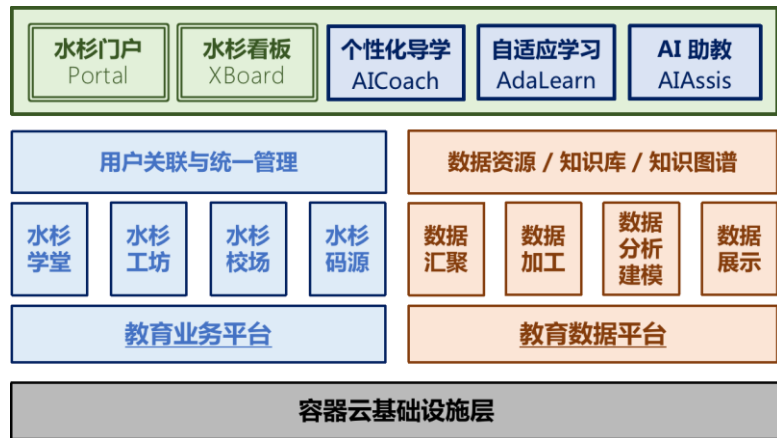 水杉门户
Portal
水杉看板
XBoard
个性化导学
AICoach
自适应学习
AdaLearn
AI 助教
AIAssis
用户关联与统一管理
数据资源 / 知识库 / 知识图谱
水杉
学堂
水杉
工坊
水杉
校场
水杉
码源
数据
汇聚
数据
加工
数据
分析
建模
数据
展示
教育业务平台
教育数据平台
容器云基础设施层